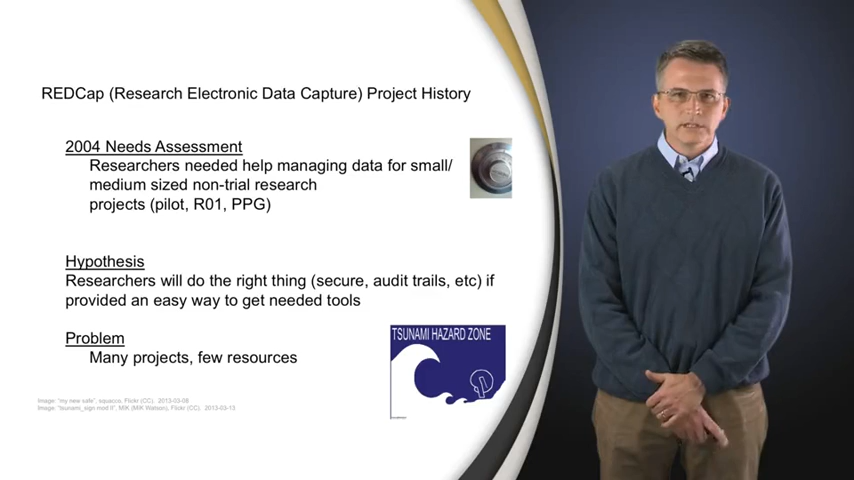 REDCap (Research Electronic Data Capture) Project History
2004 Needs Assessment
Researchers needed help managing data for small/
medium sized non-trial research
projects (pilot, R01, PPG)
Hypothesis
Researchers will do the right thing (secure, audit trails, etc) if
provided an easy way to get needed tools
Problem
Many projects, few resources
TSUNAMI HAZARD ZONE
Image: "my new safe", squacco, Flickr (CC). 2013-03-08
Image: "tsunami_sign mod II", MiK (MiK Watson), Flickr (CC). 2013-03-13